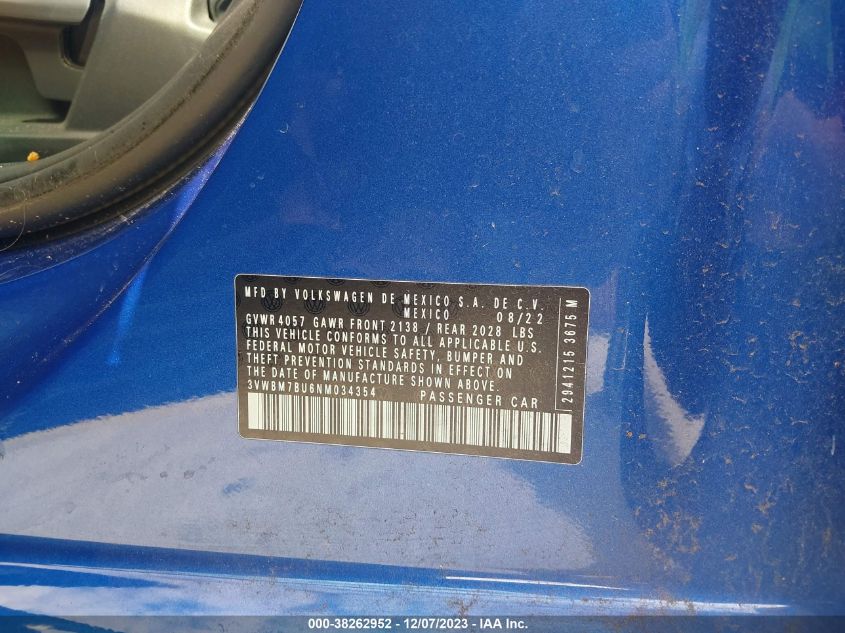 MFD BY VOLKSWAGEN DE MEXICO S.A. DE C.V.
MEXICO 08/22
GVWR 4057 GAWR FRONT 2138 / REAR 2028 LBS
THIS VEHICLE CONFORMS TO ALL APPLICABLE U.S.
FEDERAL MOTOR VEHICLE SAFETY, BUMPER AND
THEFT PREVENTION STANDARDS IN EFFECT ON
THE DATE OF MANUFACTURE SHOWN ABOVE.
3VWBM7BU6NM034354 PASSENGER CAR
2941215 3675 M
000-38262952 - 12/07/2023 - IAA Inc.